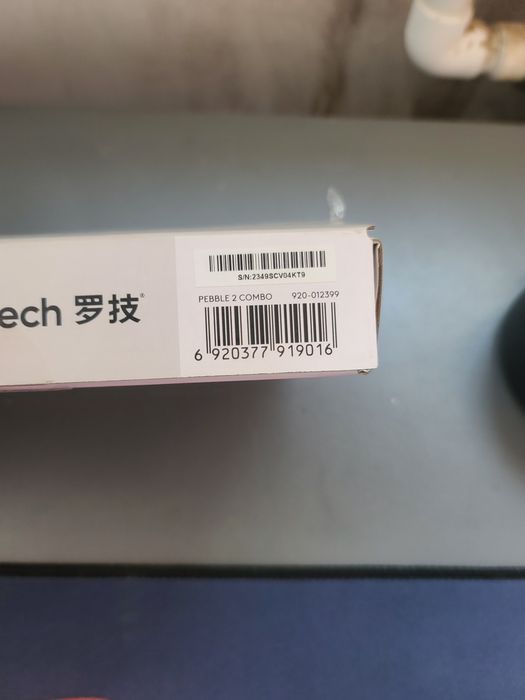 ech 罗技®
S/N:2349SCV04KT9
PEBBLE 2 COMBO 920-012399
6 920377 919016